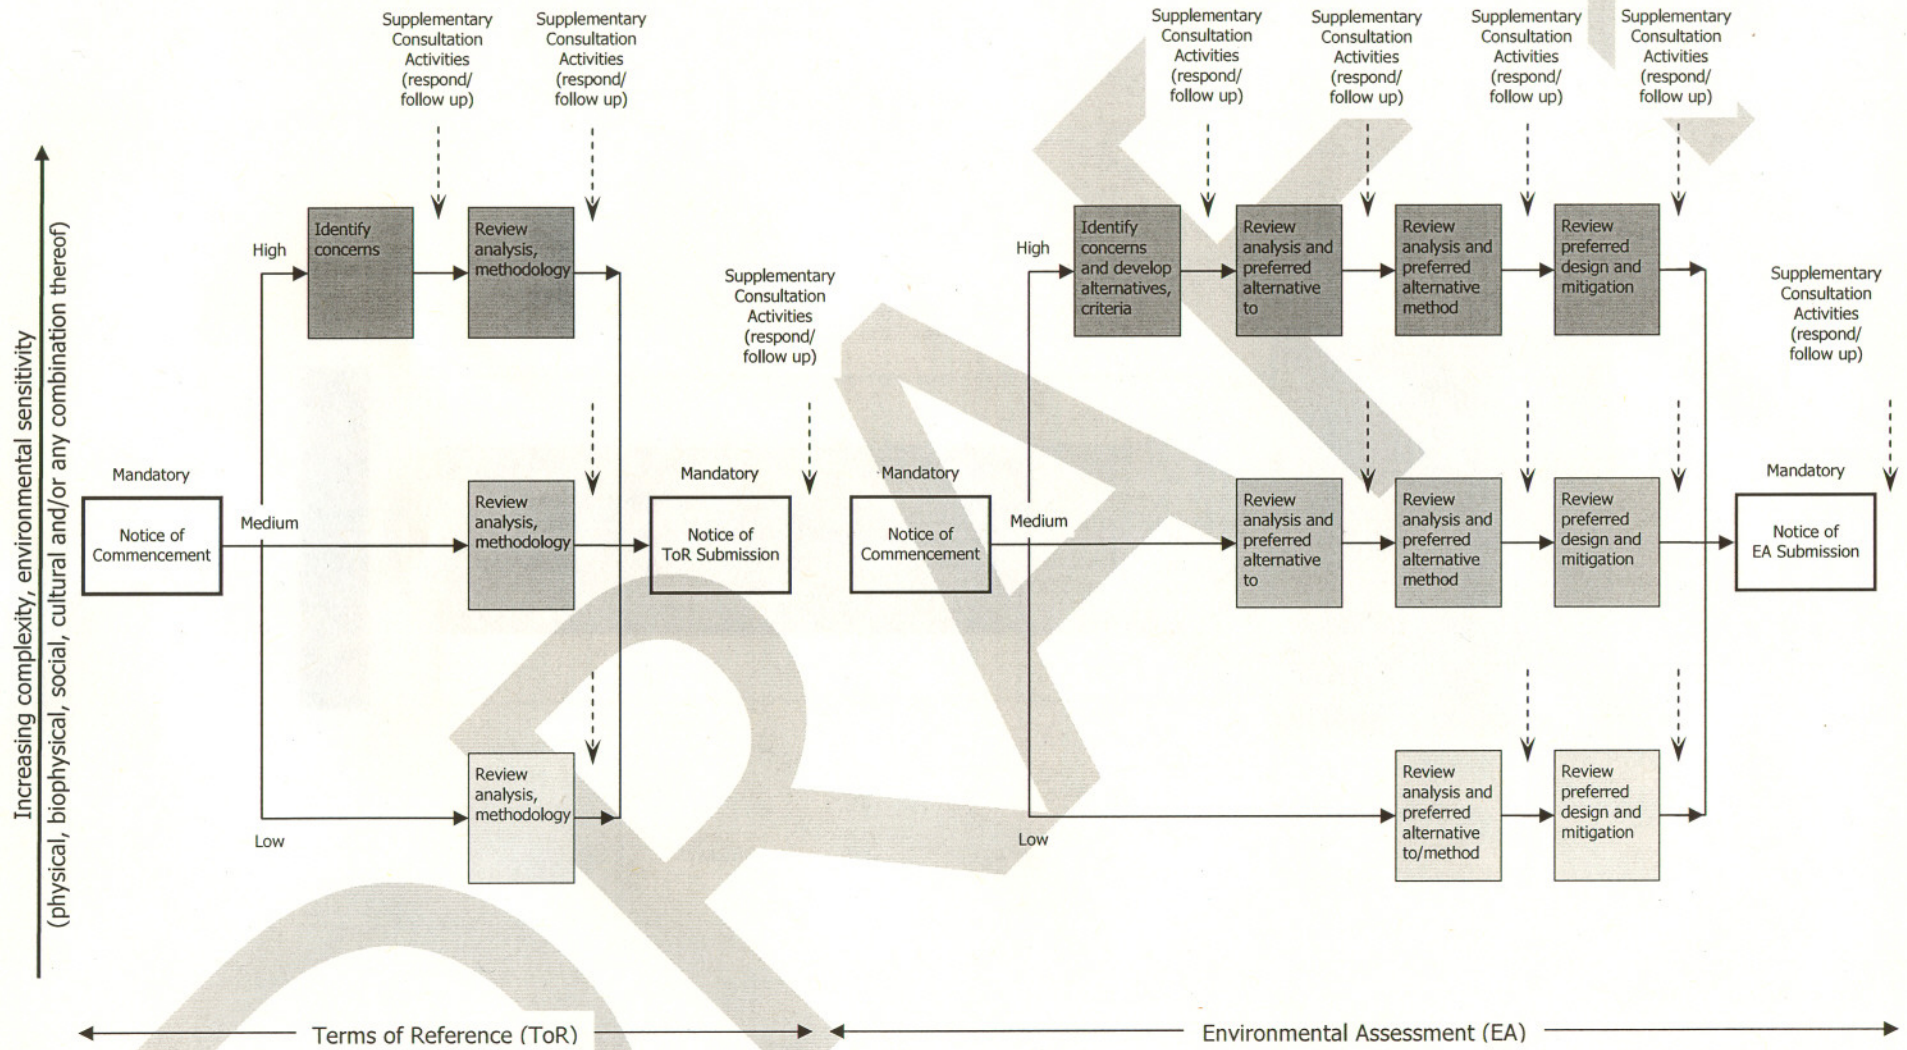 Supplementary
Consultation
Activities
(respond/
follow up)
Supplementary
Consultation
Activities
(respond/
follow up)
Supplementary
Consultation
Activities
(respond/
follow up)
Supplementary
Consultation
Activities
(respond/
follow up)
Supplementary
Consultation
Activities
(respond/
follow up)
Supplementary
Consultation
Activities
(respond/
follow up)
Increasing complexity, environmental sensitivity
(physical, biophysical, social, cultural and/or any combination thereof)
High
Identify
concerns
Review
analysis,
methodology
Supplementary
Consultation
Activities
(respond/
follow up)
High
Identify
concerns
and develop
alternatives,
criteria
Review
analysis and
preferred
alternative
to
Review
analysis and
preferred
alternative
method
Review
preferred
design and
mitigation
Supplementary
Consultation
Activities
(respond/
follow up)
Mandatory
Notice of
Commencement
Medium
Review
analysis,
methodology
Mandatory
Notice of
ToR Submission
Mandatory
Notice of
Commencement
Medium
Review
analysis and
preferred
alternative
to
Review
analysis and
preferred
alternative
method
Review
preferred
design and
mitigation
Mandatory
Notice of
EA Submission
Low
Review
analysis,
methodology
Low
Review
analysis and
preferred
alternative
to/method
Review
preferred
design and
mitigation
Terms of Reference (ToR)
Environmental Assessment (EA)
DRAFT